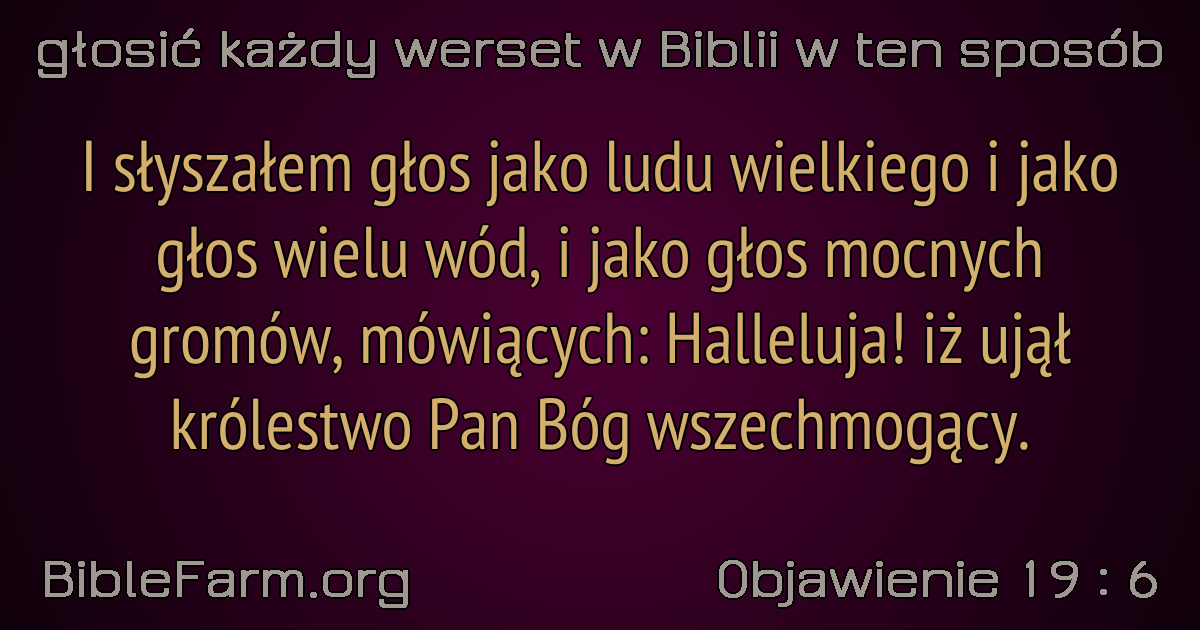 głosić każdy werset w Biblii w ten sposób
I słyszałem głos jako ludu wielkiego i jako
głos wielu wód, i jako głos mocnych
gromów, mówiących: Halleluja! iż ujął
królestwo Pan Bóg wszechmogący.
BibleFarm.org
Objawienie 19 : 6